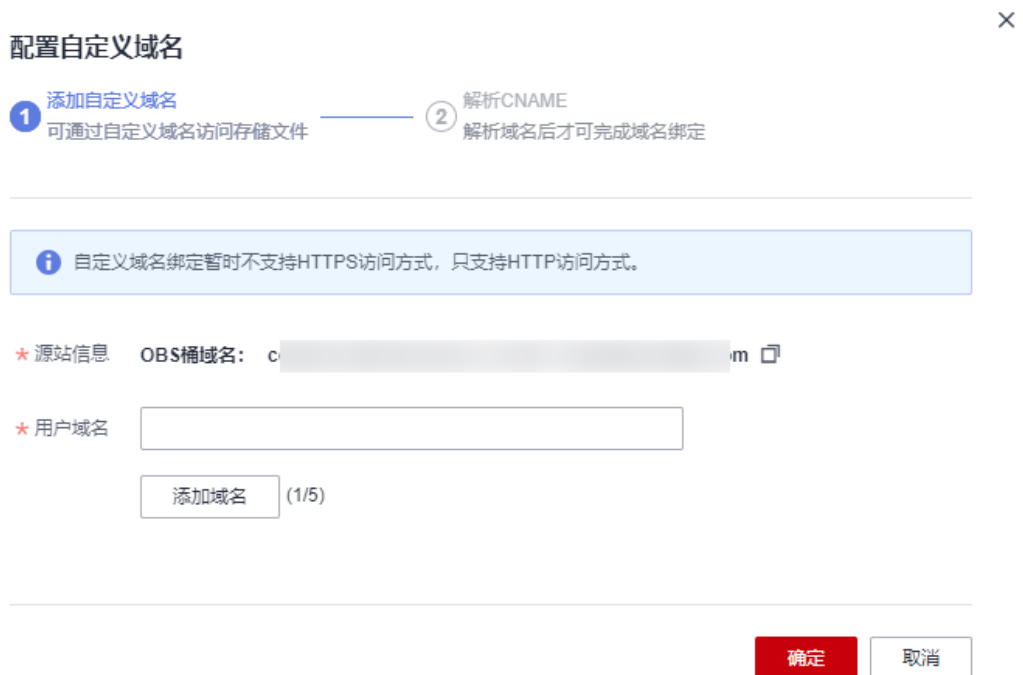 配置自定义域名
1 添加自定义域名
可通过自定义域名访问存储文件
2 解析CNAME
解析域名后才可完成域名绑定
自定义域名绑定暂时不支持HTTPS访问方式，只支持HTTP访问方式。
* 源站信息 OBS桶域名：
* 用户域名
添加域名 (1/5)
确定 取消